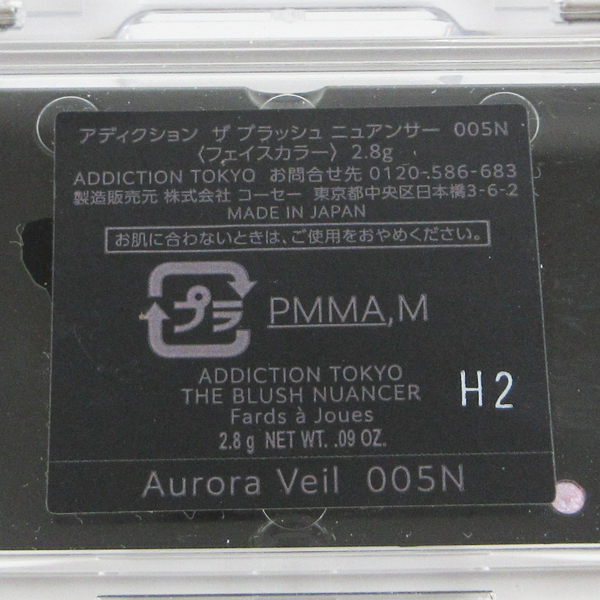 アディクション ザ ブラッシュ ニュアンサー 005N
〈フェイスカラー〉 2.8g
ADDICTION TOKYO お問合せ先 0120-586-683
製造販売元 株式会社 コーセー 東京都中央区日本橋3-6-2
MADE IN JAPAN
お肌に合わないときは、ご使用をおやめください。
プラ PMMA,M
ADDICTION TOKYO
THE BLUSH NUANCER
Fards à Joues
2.8 g NET WT. .09 OZ.
H2
Aurora Veil 005N